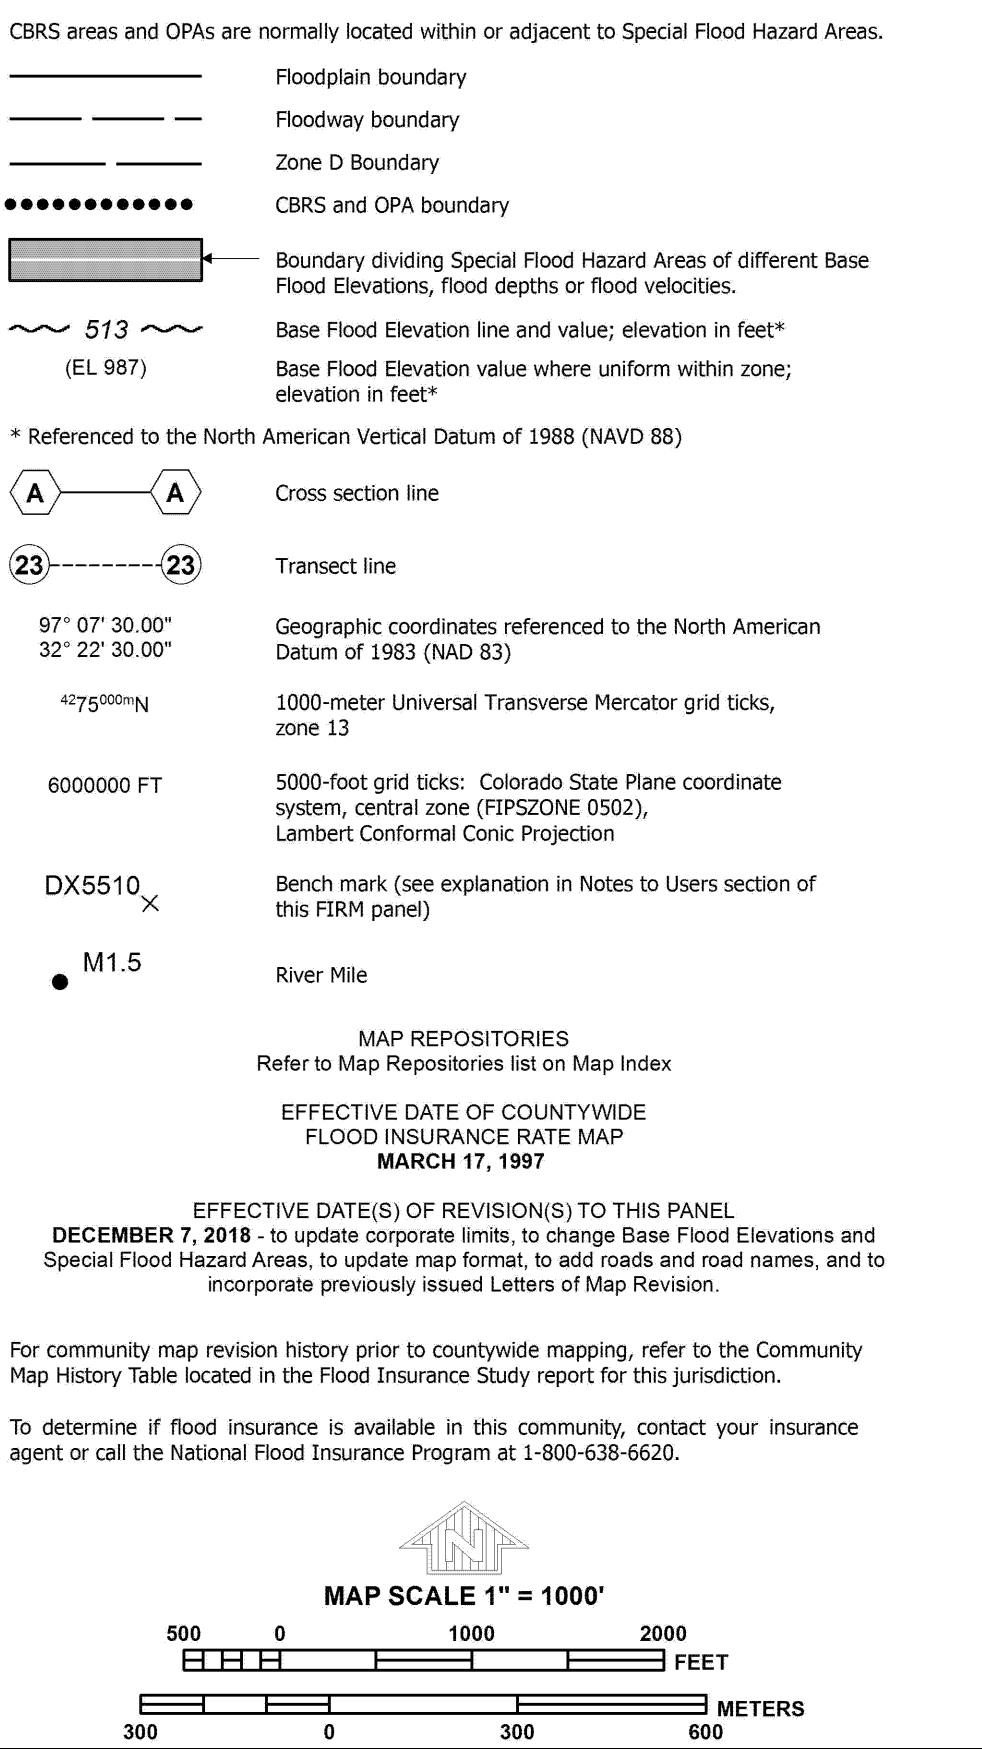 CBRS areas and OPAs are normally located within or adjacent to Special Flood Hazard Areas.
Floodplain boundary
Floodway boundary
Zone D Boundary
CBRS and OPA boundary
Boundary dividing Special Flood Hazard Areas of different Base
Flood Elevations, flood depths or flood velocities.
513 Base Flood Elevation line and value; elevation in feet*
(EL 987) Base Flood Elevation value where uniform within zone;
elevation in feet*
* Referenced to the North American Vertical Datum of 1988 (NAVD 88)
A A Cross section line
23 23 Transect line
97° 07' 30.00" Geographic coordinates referenced to the North American
32° 22' 30.00" Datum of 1983 (NAD 83)
4275000mN 1000-meter Universal Transverse Mercator grid ticks,
zone 13
6000000 FT 5000-foot grid ticks: Colorado State Plane coordinate
system, central zone (FIPSZONE 0502),
Lambert Conformal Conic Projection
DX5510 Bench mark (see explanation in Notes to Users section of
this FIRM panel)
M1.5 River Mile
MAP REPOSITORIES
Refer to Map Repositories list on Map Index
EFFECTIVE DATE OF COUNTYWIDE
FLOOD INSURANCE RATE MAP
MARCH 17, 1997
EFFECTIVE DATE(S) OF REVISION(S) TO THIS PANEL
DECEMBER 7, 2018 - to update corporate limits, to change Base Flood Elevations and
Special Flood Hazard Areas, to update map format, to add roads and road names, and to
incorporate previously issued Letters of Map Revision.
For community map revision history prior to countywide mapping, refer to the Community
Map History Table located in the Flood Insurance Study report for this jurisdiction.
To determine if flood insurance is available in this community, contact your insurance
agent or call the National Flood Insurance Program at 1-800-638-6620.
N
MAP SCALE 1" = 1000'
500 0 1000 2000
FEET
METERS
300 0 300 600